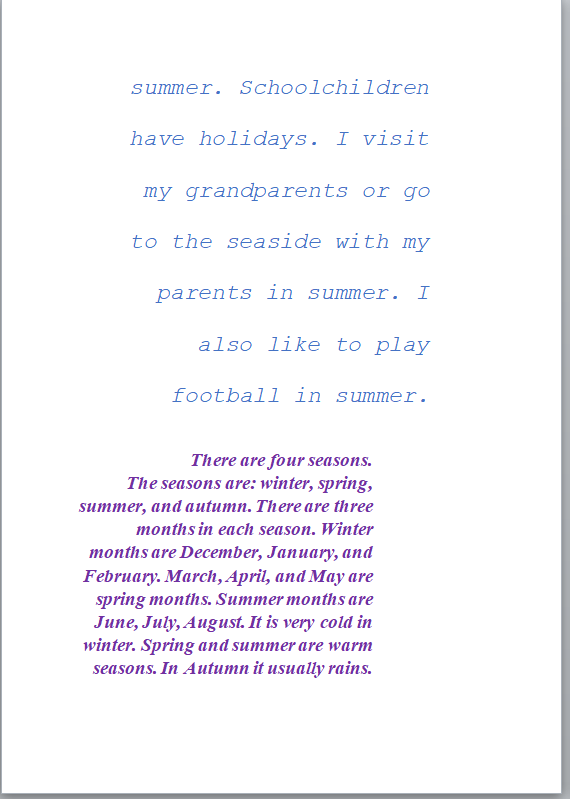 summer. Schoolchildren
have holidays. I visit
my grandparents or go
to the seaside with my
parents in summer. I
also like to play
football in summer.
There are four seasons.
The seasons are: winter, spring,
summer, and autumn. There are three
months in each season. Winter
months are December, January, and
February. March, April, and May are
spring months. Summer months are
June, July, August. It is very cold in
winter. Spring and summer are warm
seasons. In Autumn it usually rains.